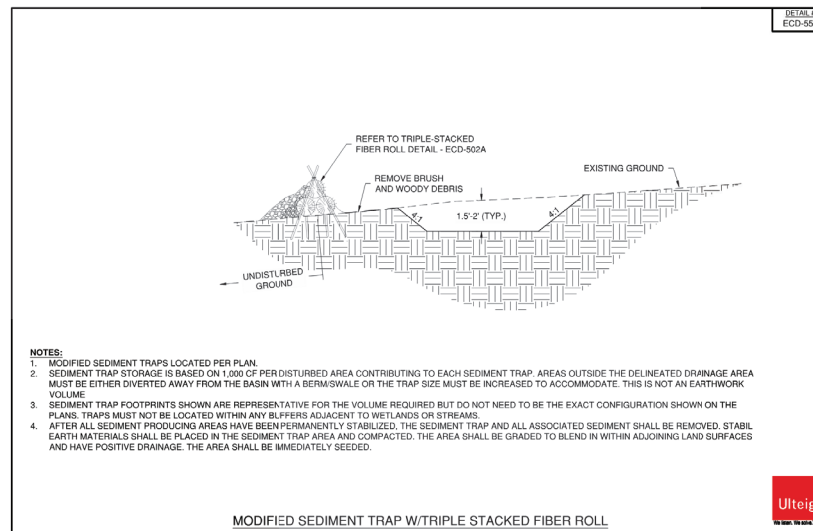 DETAIL
ECD-55
REFER TO TRIPLE-STACKED
FIBER ROLL DETAIL - ECD-502A
REMOVE BRUSH
AND WOODY DEBRIS
EXISTING GROUND
4:1
1.5'-2' (TYP.)
4:1
UNDISTURBED
GROUND
NOTES:
1. MODIFIED SEDIMENT TRAPS LOCATED PER PLAN.
2. SEDIMENT TRAP STORAGE IS BASED ON 1,000 CF PER DISTURBED AREA CONTRIBUTING TO EACH SEDIMENT TRAP. AREAS OUTSIDE THE DELINEATED DRAINAGE AREA
MUST BE EITHER DIVERTED AWAY FROM THE BASIN WITH A BERM/SWALE OR THE TRAP SIZE MUST BE INCREASED TO ACCOMMODATE. THIS IS NOT AN EARTHWORK
VOLUME
3. SEDIMENT TRAP FOOTPRINTS SHOWN ARE REPRESENTATIVE FOR THE VOLUME REQUIRED BUT DO NOT NEED TO BE THE EXACT CONFIGURATION SHOWN ON THE
PLANS. TRAPS MUST NOT BE LOCATED WITHIN ANY BUFFERS ADJACENT TO WETLANDS OR STREAMS.
4. AFTER ALL SEDIMENT PRODUCING AREAS HAVE BEEN PERMANENTLY STABILIZED, THE SEDIMENT TRAP AND ALL ASSOCIATED SEDIMENT SHALL BE REMOVED. STABIL
EARTH MATERIALS SHALL BE PLACED IN THE SEDIMENT TRAP AREA AND COMPACTED. THE AREA SHALL BE GRADED TO BLEND IN WITHIN ADJOINING LAND SURFACES
AND HAVE POSITIVE DRAINAGE. THE AREA SHALL BE IMMEDIATELY SEEDED.
Ulteig
We listen. We solve.
MODIFIED SEDIMENT TRAP W/TRIPLE STACKED FIBER ROLL